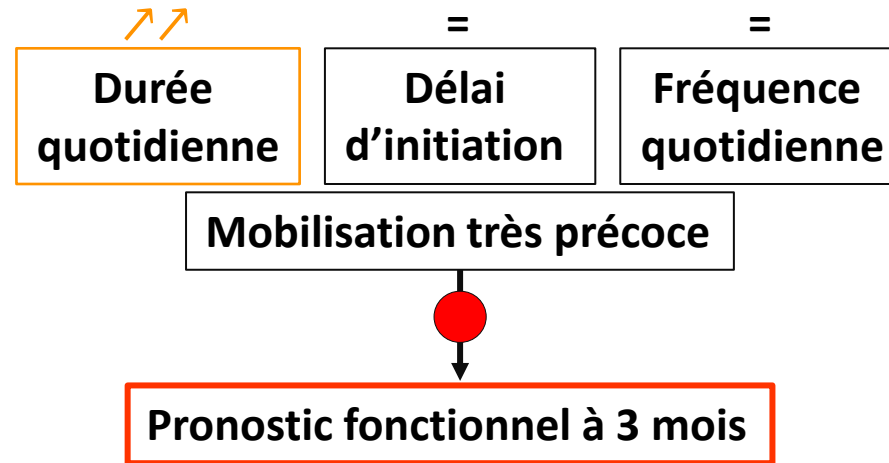 ↗↗ = =
Durée
quotidienne
Délai
d’initiation
Fréquence
quotidienne
Mobilisation très précoce
Pronostic fonctionnel à 3 mois